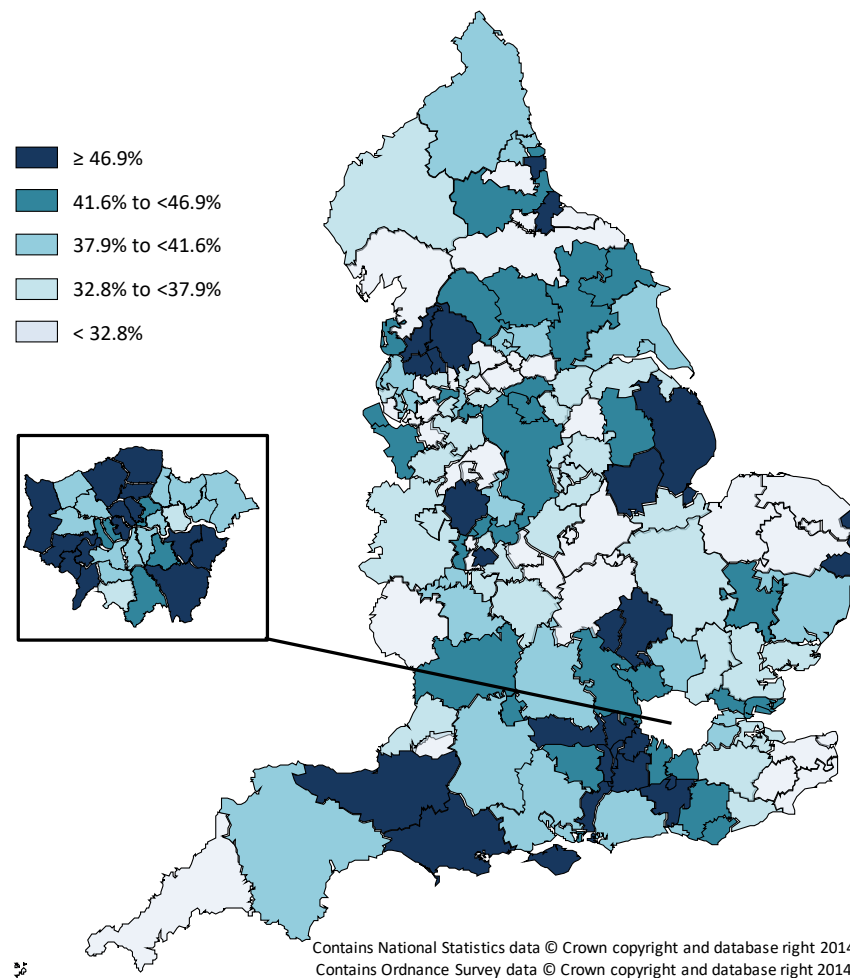 ≥ 46.9%
41.6% to <46.9%
37.9% to <41.6%
32.8% to <37.9%
< 32.8%
Contains National Statistics data © Crown copyright and database right 2014
Contains Ordnance Survey data © Crown copyright and database right 2014